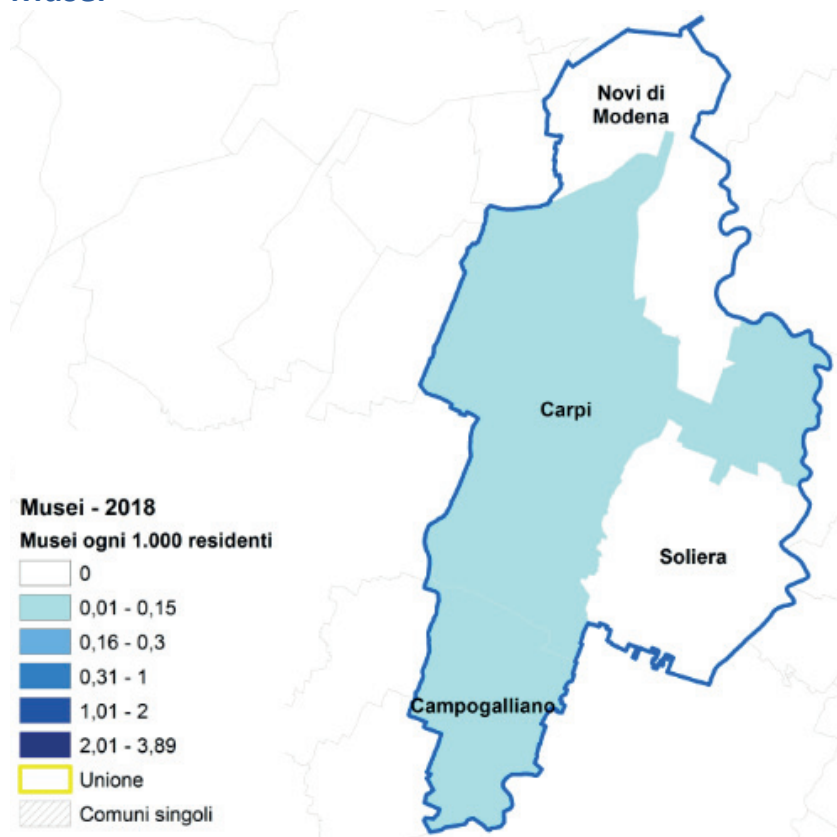 Musei
Novi di
Modena
Carpi
Soliera
Campogalliano
Musei - 2018
Musei ogni 1.000 residenti
0
0,01 - 0,15
0,16 - 0,3
0,31 - 1
1,01 - 2
2,01 - 3,89
Unione
Comuni singoli